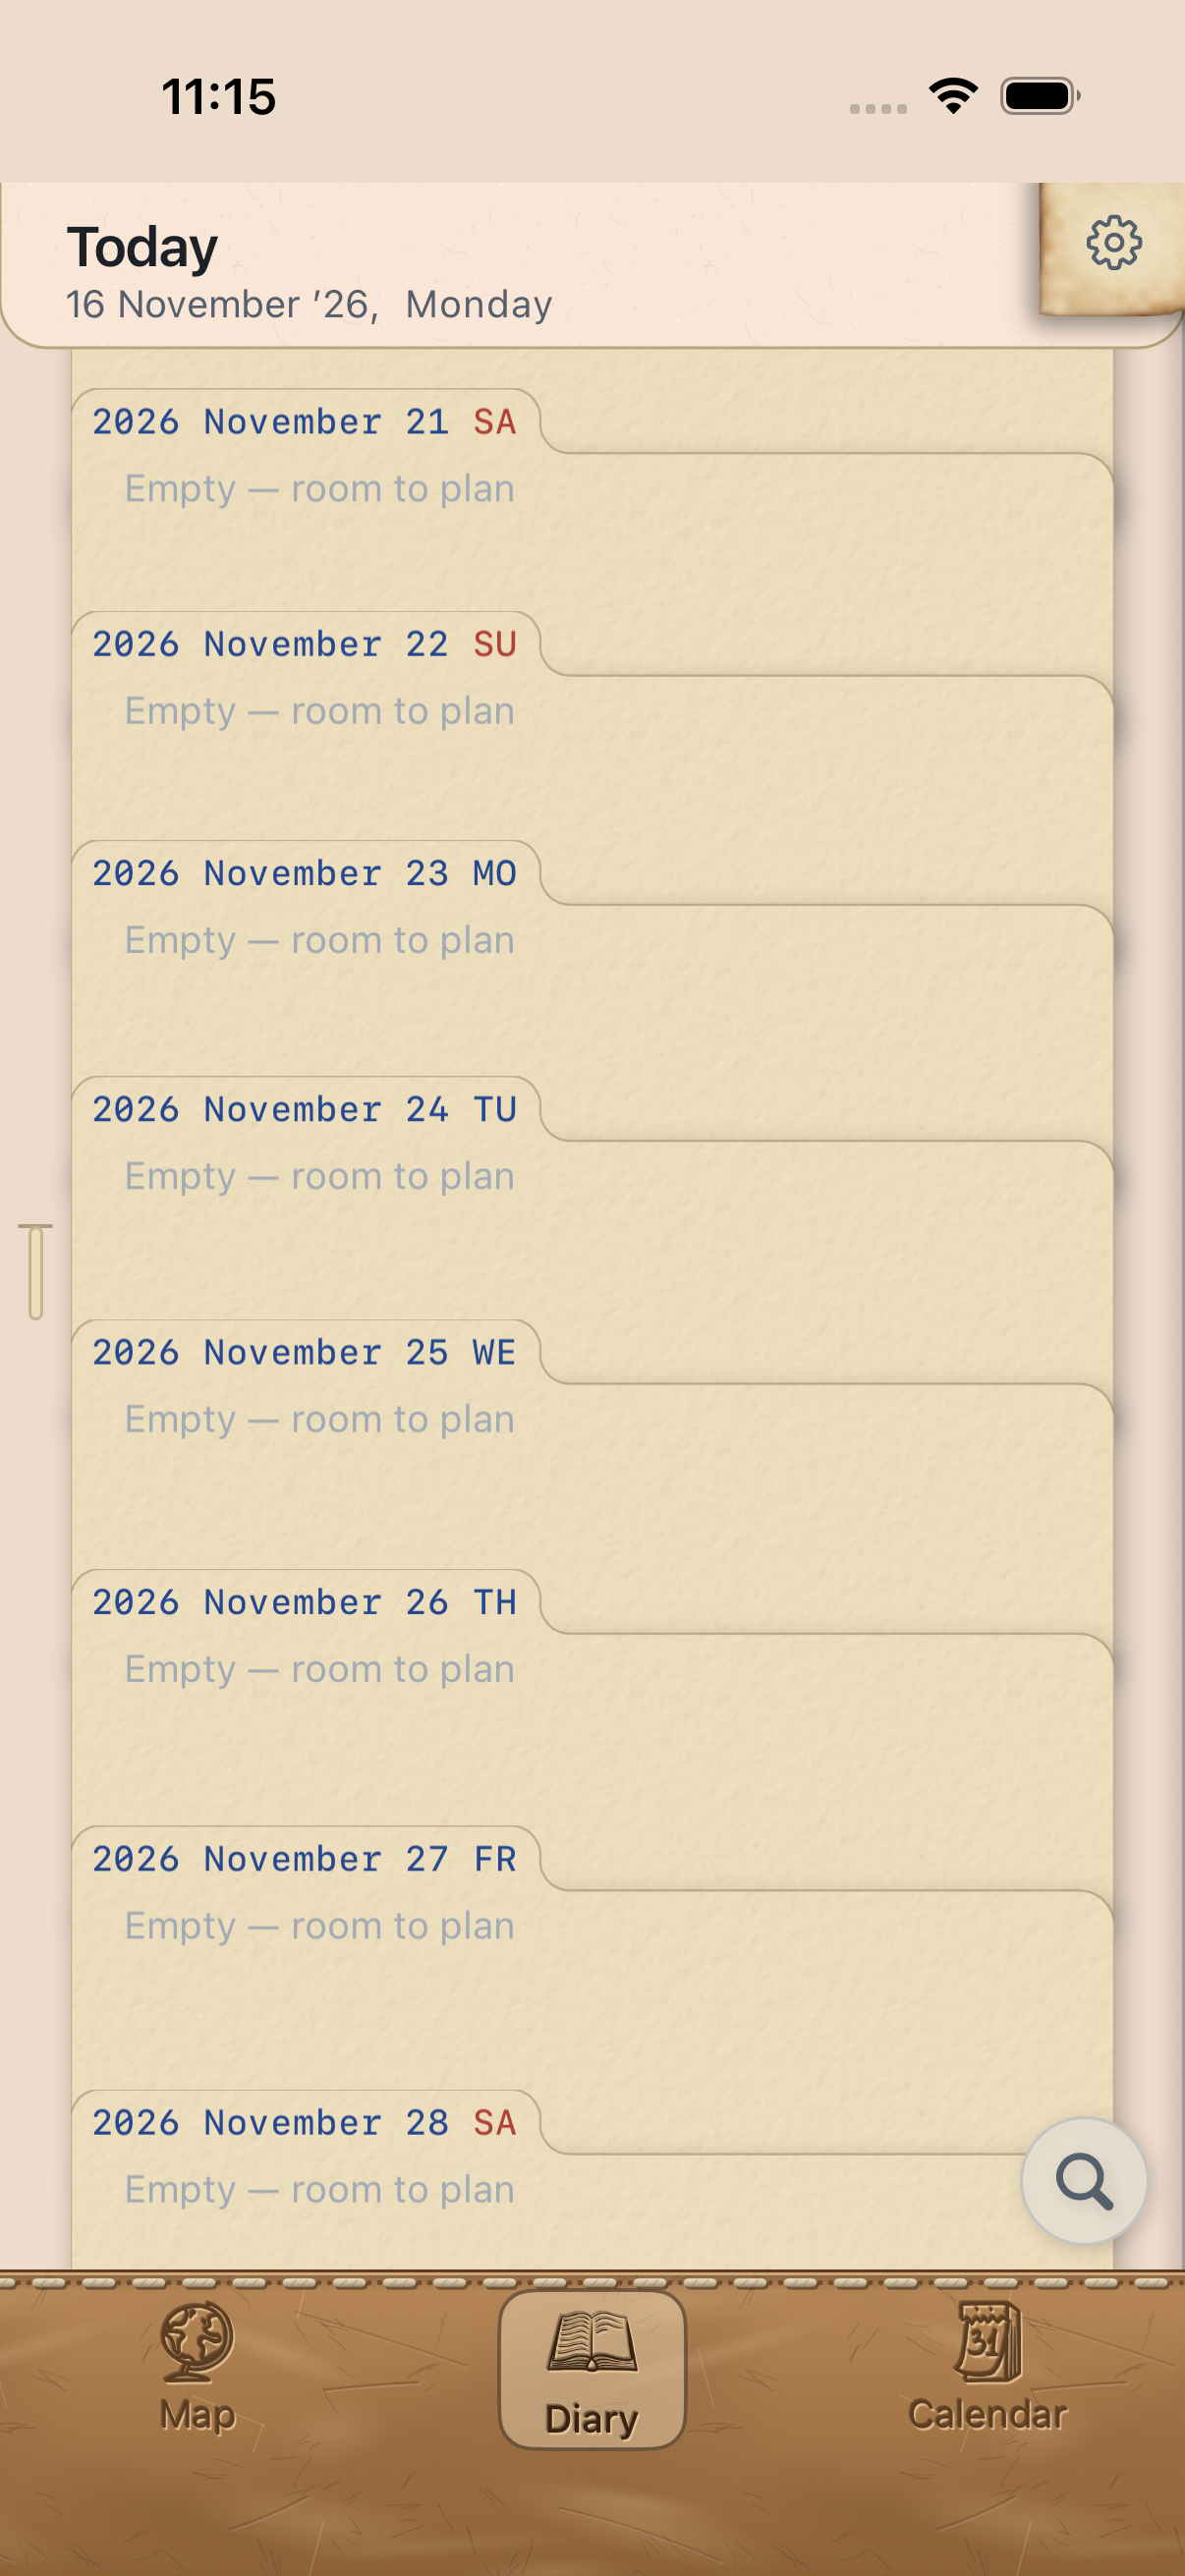 11:15
Today
16 November ’26, Monday
2026 November 21 SA
Empty — room to plan
2026 November 22 SU
Empty — room to plan
2026 November 23 MO
Empty — room to plan
2026 November 24 TU
Empty — room to plan
2026 November 25 WE
Empty — room to plan
2026 November 26 TH
Empty — room to plan
2026 November 27 FR
Empty — room to plan
2026 November 28 SA
Empty — room to plan
31
Map
Diary
Calendar